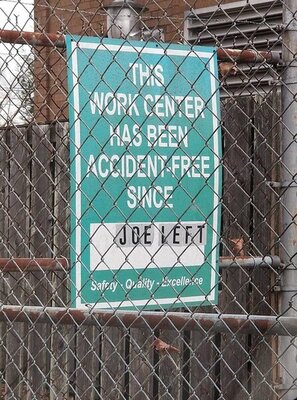 THIS
WORK CENTER
HAS BEEN
ACCIDENT-FREE
SINCE
JOE LEFT
Safety - Quality - Excellence